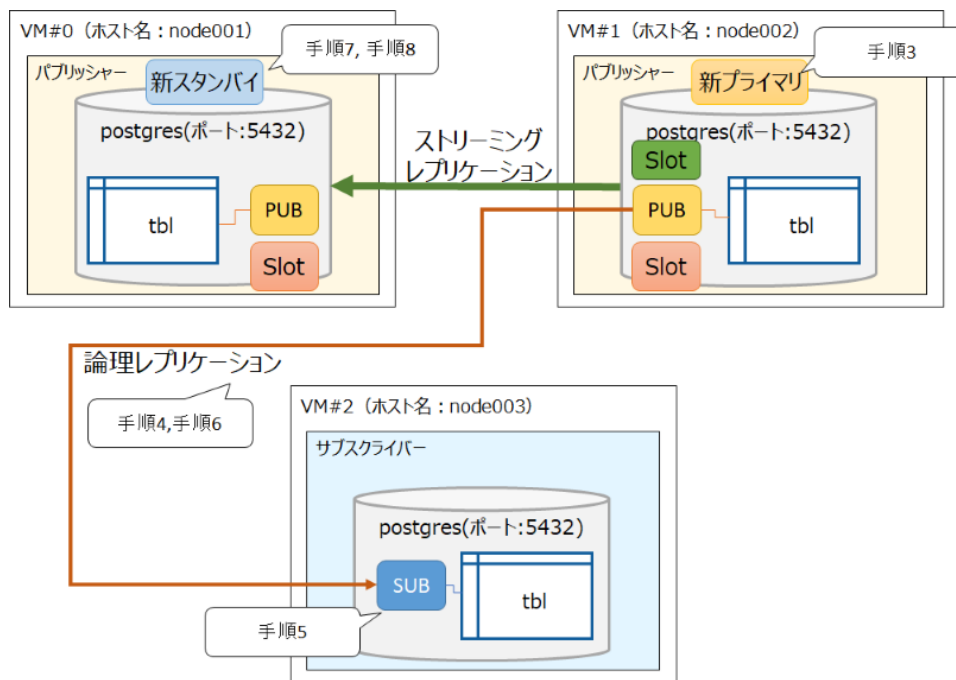 VM#0（ホスト名：node001）
手順7, 手順8
パブリッシャー
新スタンバイ
postgres(ポート:5432)
tbl
PUB
Slot
ストリーミング
レプリケーション
VM#1（ホスト名：node002）
手順3
パブリッシャー
新プライマリ
postgres(ポート:5432)
Slot
PUB
tbl
Slot
論理レプリケーション
手順4,手順6
VM#2（ホスト名：node003）
サブスクライバー
postgres(ポート:5432)
SUB
tbl
手順5